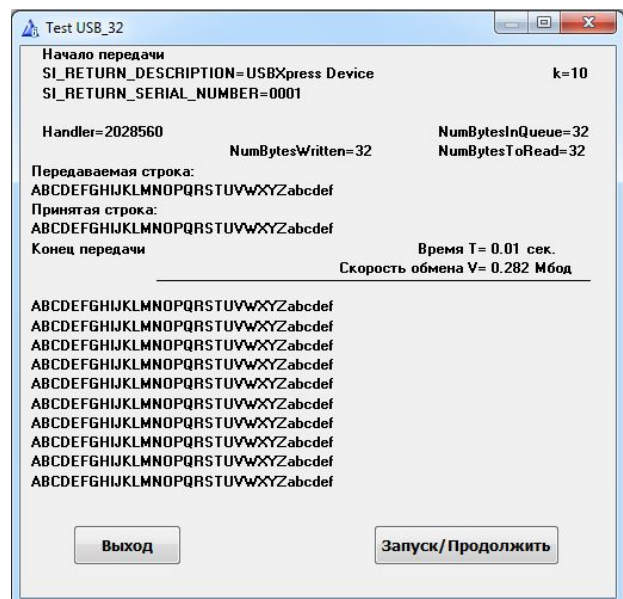 Test USB_32
Начало передачи
SI_RETURN_DESCRIPTION=USBXpress Device k=10
SI_RETURN_SERIAL_NUMBER=0001
Handler=2028560 NumBytesInQueue=32
NumBytesWritten=32 NumBytesToRead=32
Передаваемая строка:
ABCDEFGHIJKLMNOPQRSTUVWXYZabcdef
Принятая строка:
ABCDEFGHIJKLMNOPQRSTUVWXYZabcdef
Конец передачи Время T= 0.01 сек.
Скорость обмена V= 0.282 Мбод
ABCDEFGHIJKLMNOPQRSTUVWXYZabcdef
ABCDEFGHIJKLMNOPQRSTUVWXYZabcdef
ABCDEFGHIJKLMNOPQRSTUVWXYZabcdef
ABCDEFGHIJKLMNOPQRSTUVWXYZabcdef
ABCDEFGHIJKLMNOPQRSTUVWXYZabcdef
ABCDEFGHIJKLMNOPQRSTUVWXYZabcdef
ABCDEFGHIJKLMNOPQRSTUVWXYZabcdef
ABCDEFGHIJKLMNOPQRSTUVWXYZabcdef
ABCDEFGHIJKLMNOPQRSTUVWXYZabcdef
ABCDEFGHIJKLMNOPQRSTUVWXYZabcdef
Выход Запуск/Продолжить